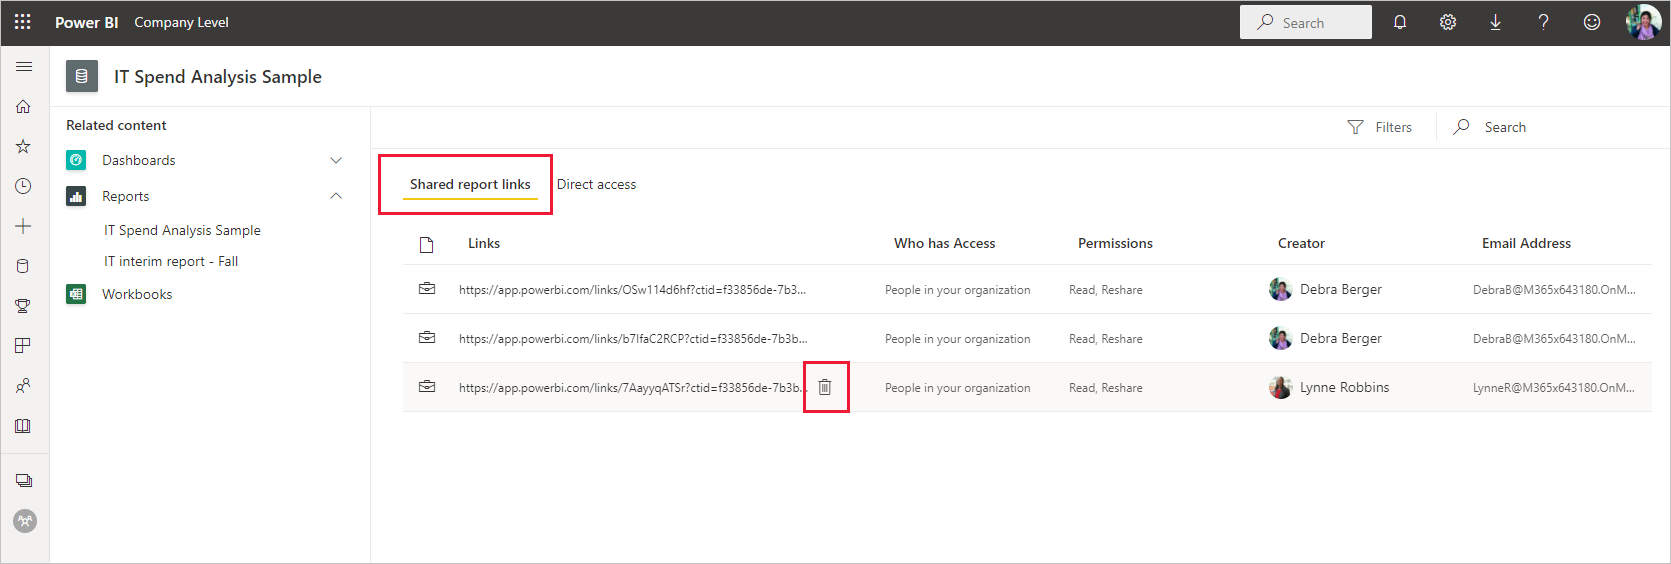 Power BI Company Level
Search
IT Spend Analysis Sample
Related content
Dashboards
Reports
IT Spend Analysis Sample
IT interim report - Fall
Workbooks
Filters
Search
Shared report links
Direct access
Links Who has Access Permissions Creator Email Address
https://app.powerbi.com/links/OSw114d6hf?ctid=f33856de-7b3... People in your organization Read, Reshare Debra Berger DebraB@M365x643180.OnM...
https://app.powerbi.com/links/b7IfaC2RCP?ctid=f33856de-7b3b... People in your organization Read, Reshare Debra Berger DebraB@M365x643180.OnM...
https://app.powerbi.com/links/7AayyqATSr?ctid=f33856de-7b3b... People in your organization Read, Reshare Lynne Robbins LynneR@M365x643180.OnM...